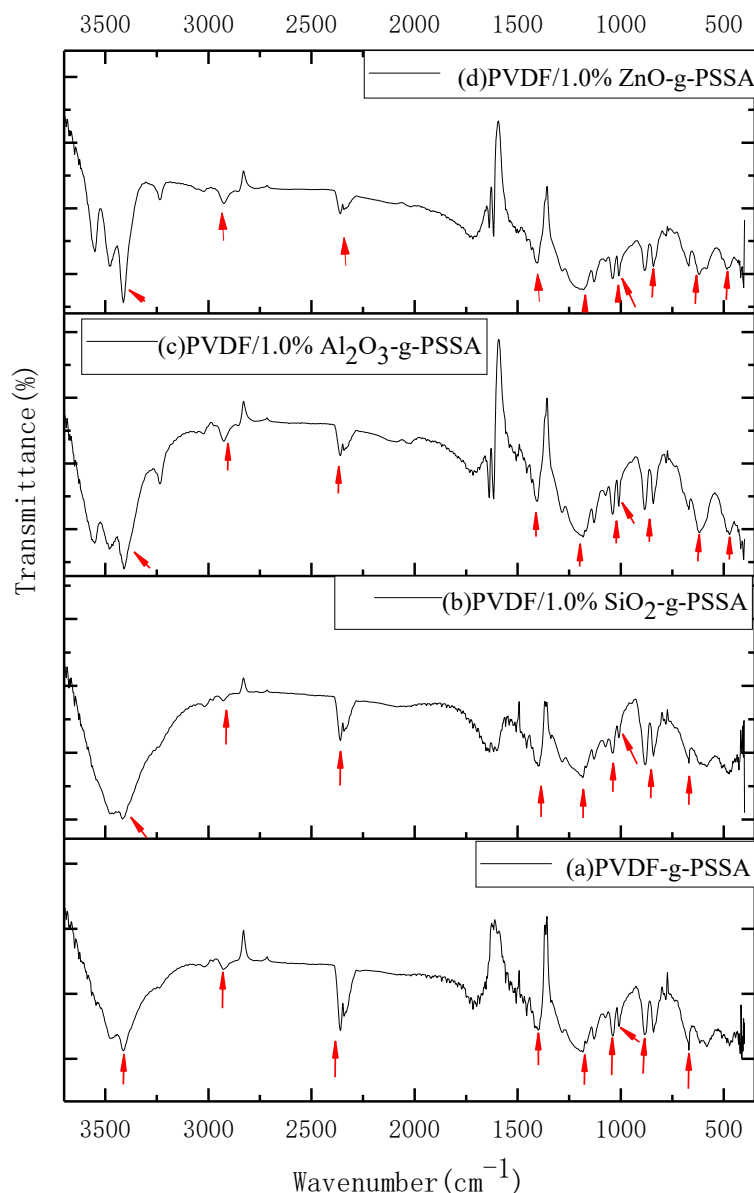 3500 3000 2500 2000 1500 1000 500
(d)PVDF/1.0% ZnO-g-PSSA
(c)PVDF/1.0% Al2O3-g-PSSA
Transmittance(%)
(b)PVDF/1.0% SiO2-g-PSSA
(a)PVDF-g-PSSA
3500 3000 2500 2000 1500 1000 500
Wavenumber(cm-1)